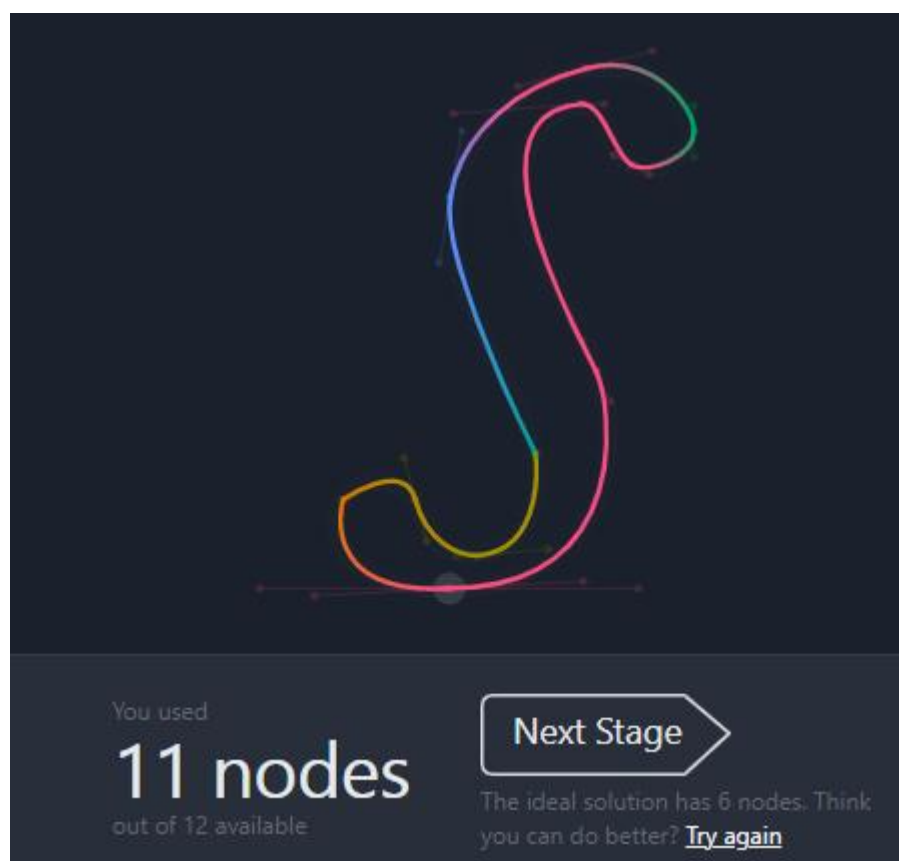 You used
11 nodes
out of 12 available
Next Stage
The ideal solution has 6 nodes. Think
you can do better? Try again